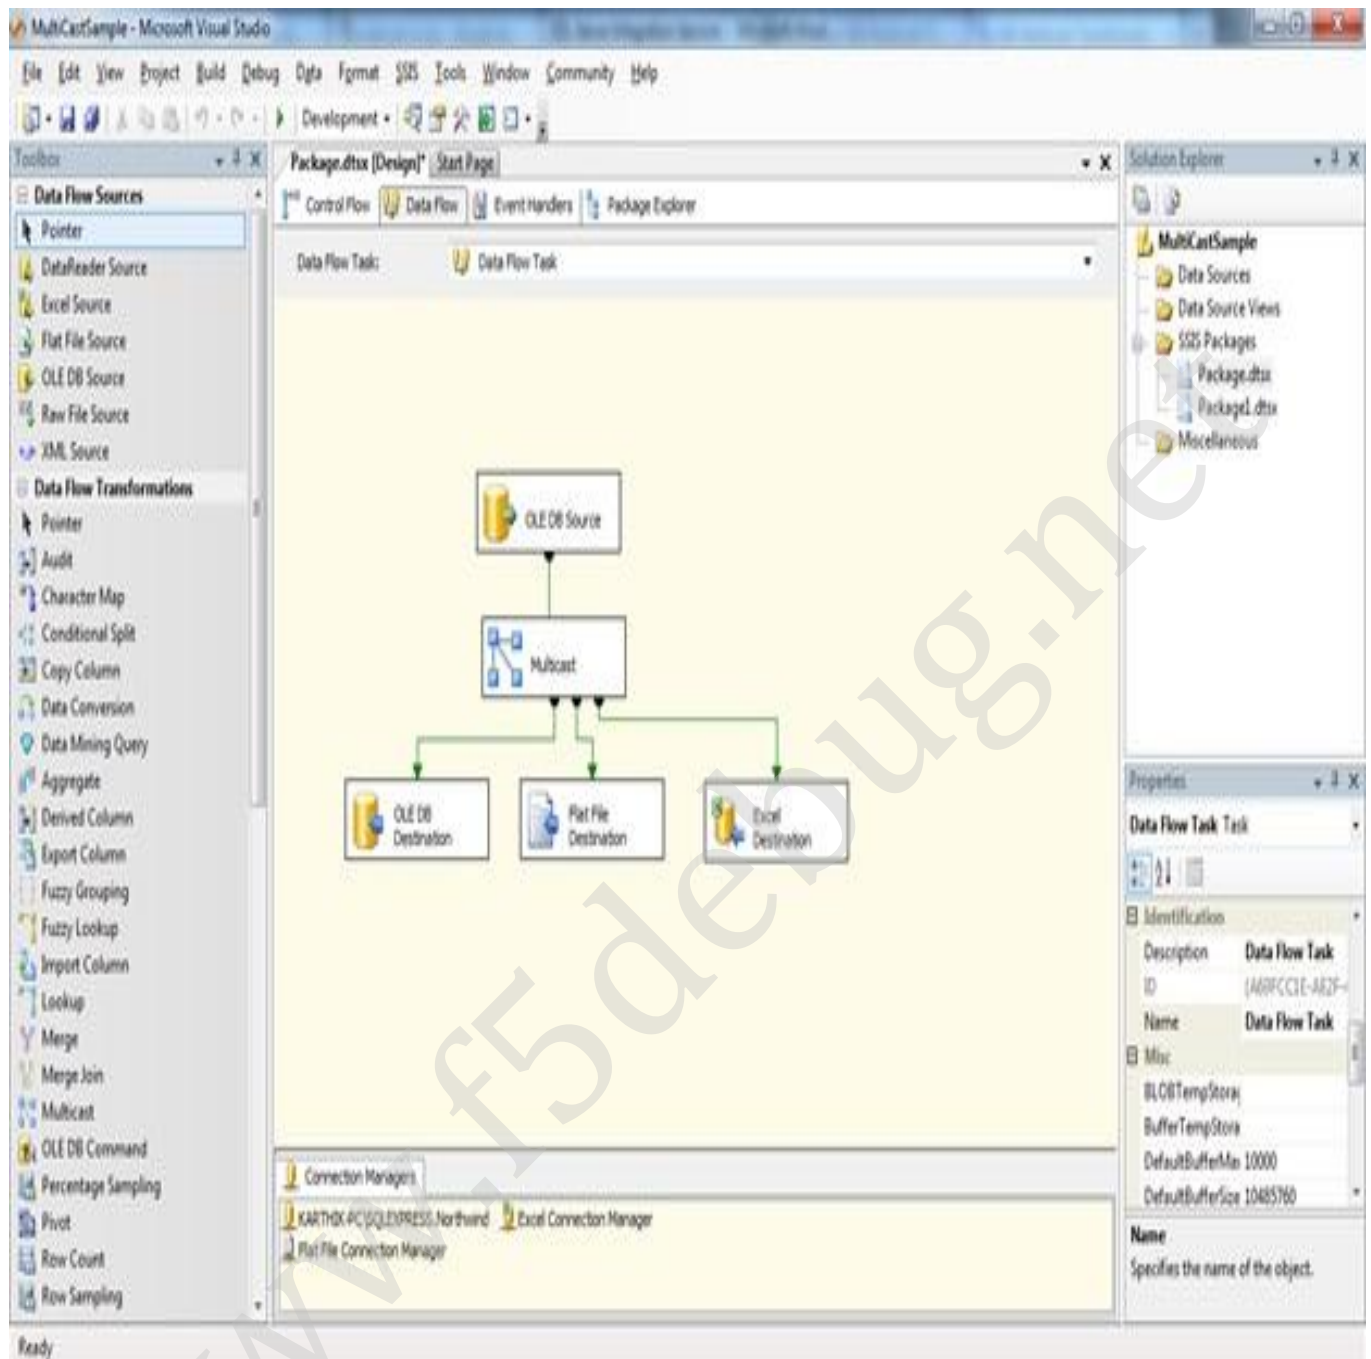 MultiCastSample - Microsoft Visual Studio
File Edit View Project Build Debug Data Format SSIS Tools Window Community Help
Development
Toolbox
Data Flow Sources
Pointer
DataReader Source
Excel Source
Flat File Source
OLE DB Source
Raw File Source
XML Source
Data Flow Transformations
Pointer
Audit
Character Map
Conditional Split
Copy Column
Data Conversion
Data Mining Query
Aggregate
Derived Column
Export Column
Fuzzy Grouping
Fuzzy Lookup
Import Column
Lookup
Merge
Merge Join
Multicast
OLE DB Command
Percentage Sampling
Pivot
Row Count
Row Sampling
Package.dtsx [Design]* Start Page
Control Flow Data Flow Event Handlers Package Explorer
Data Flow Task: Data Flow Task
OLE DB Source
Multicast
OLE DB
Destination
Flat File
Destination
Excel
Destination
Connection Managers
KARTHIK-PC\SQLEXPRESS.Northwind Excel Connection Manager
Flat File Connection Manager
Solution Explorer
MultiCastSample
Data Sources
Data Source Views
SSIS Packages
Package.dtsx
Package1.dtsx
Miscellaneous
Properties
Data Flow Task Task
Identification
Description Data Flow Task
ID
Name Data Flow Task
Misc
BLOBTempStorag
BufferTempStora
DefaultBufferMax 10000
DefaultBufferSize 10485760
Name
Specifies the name of the object.
Ready
www.f5debug.net